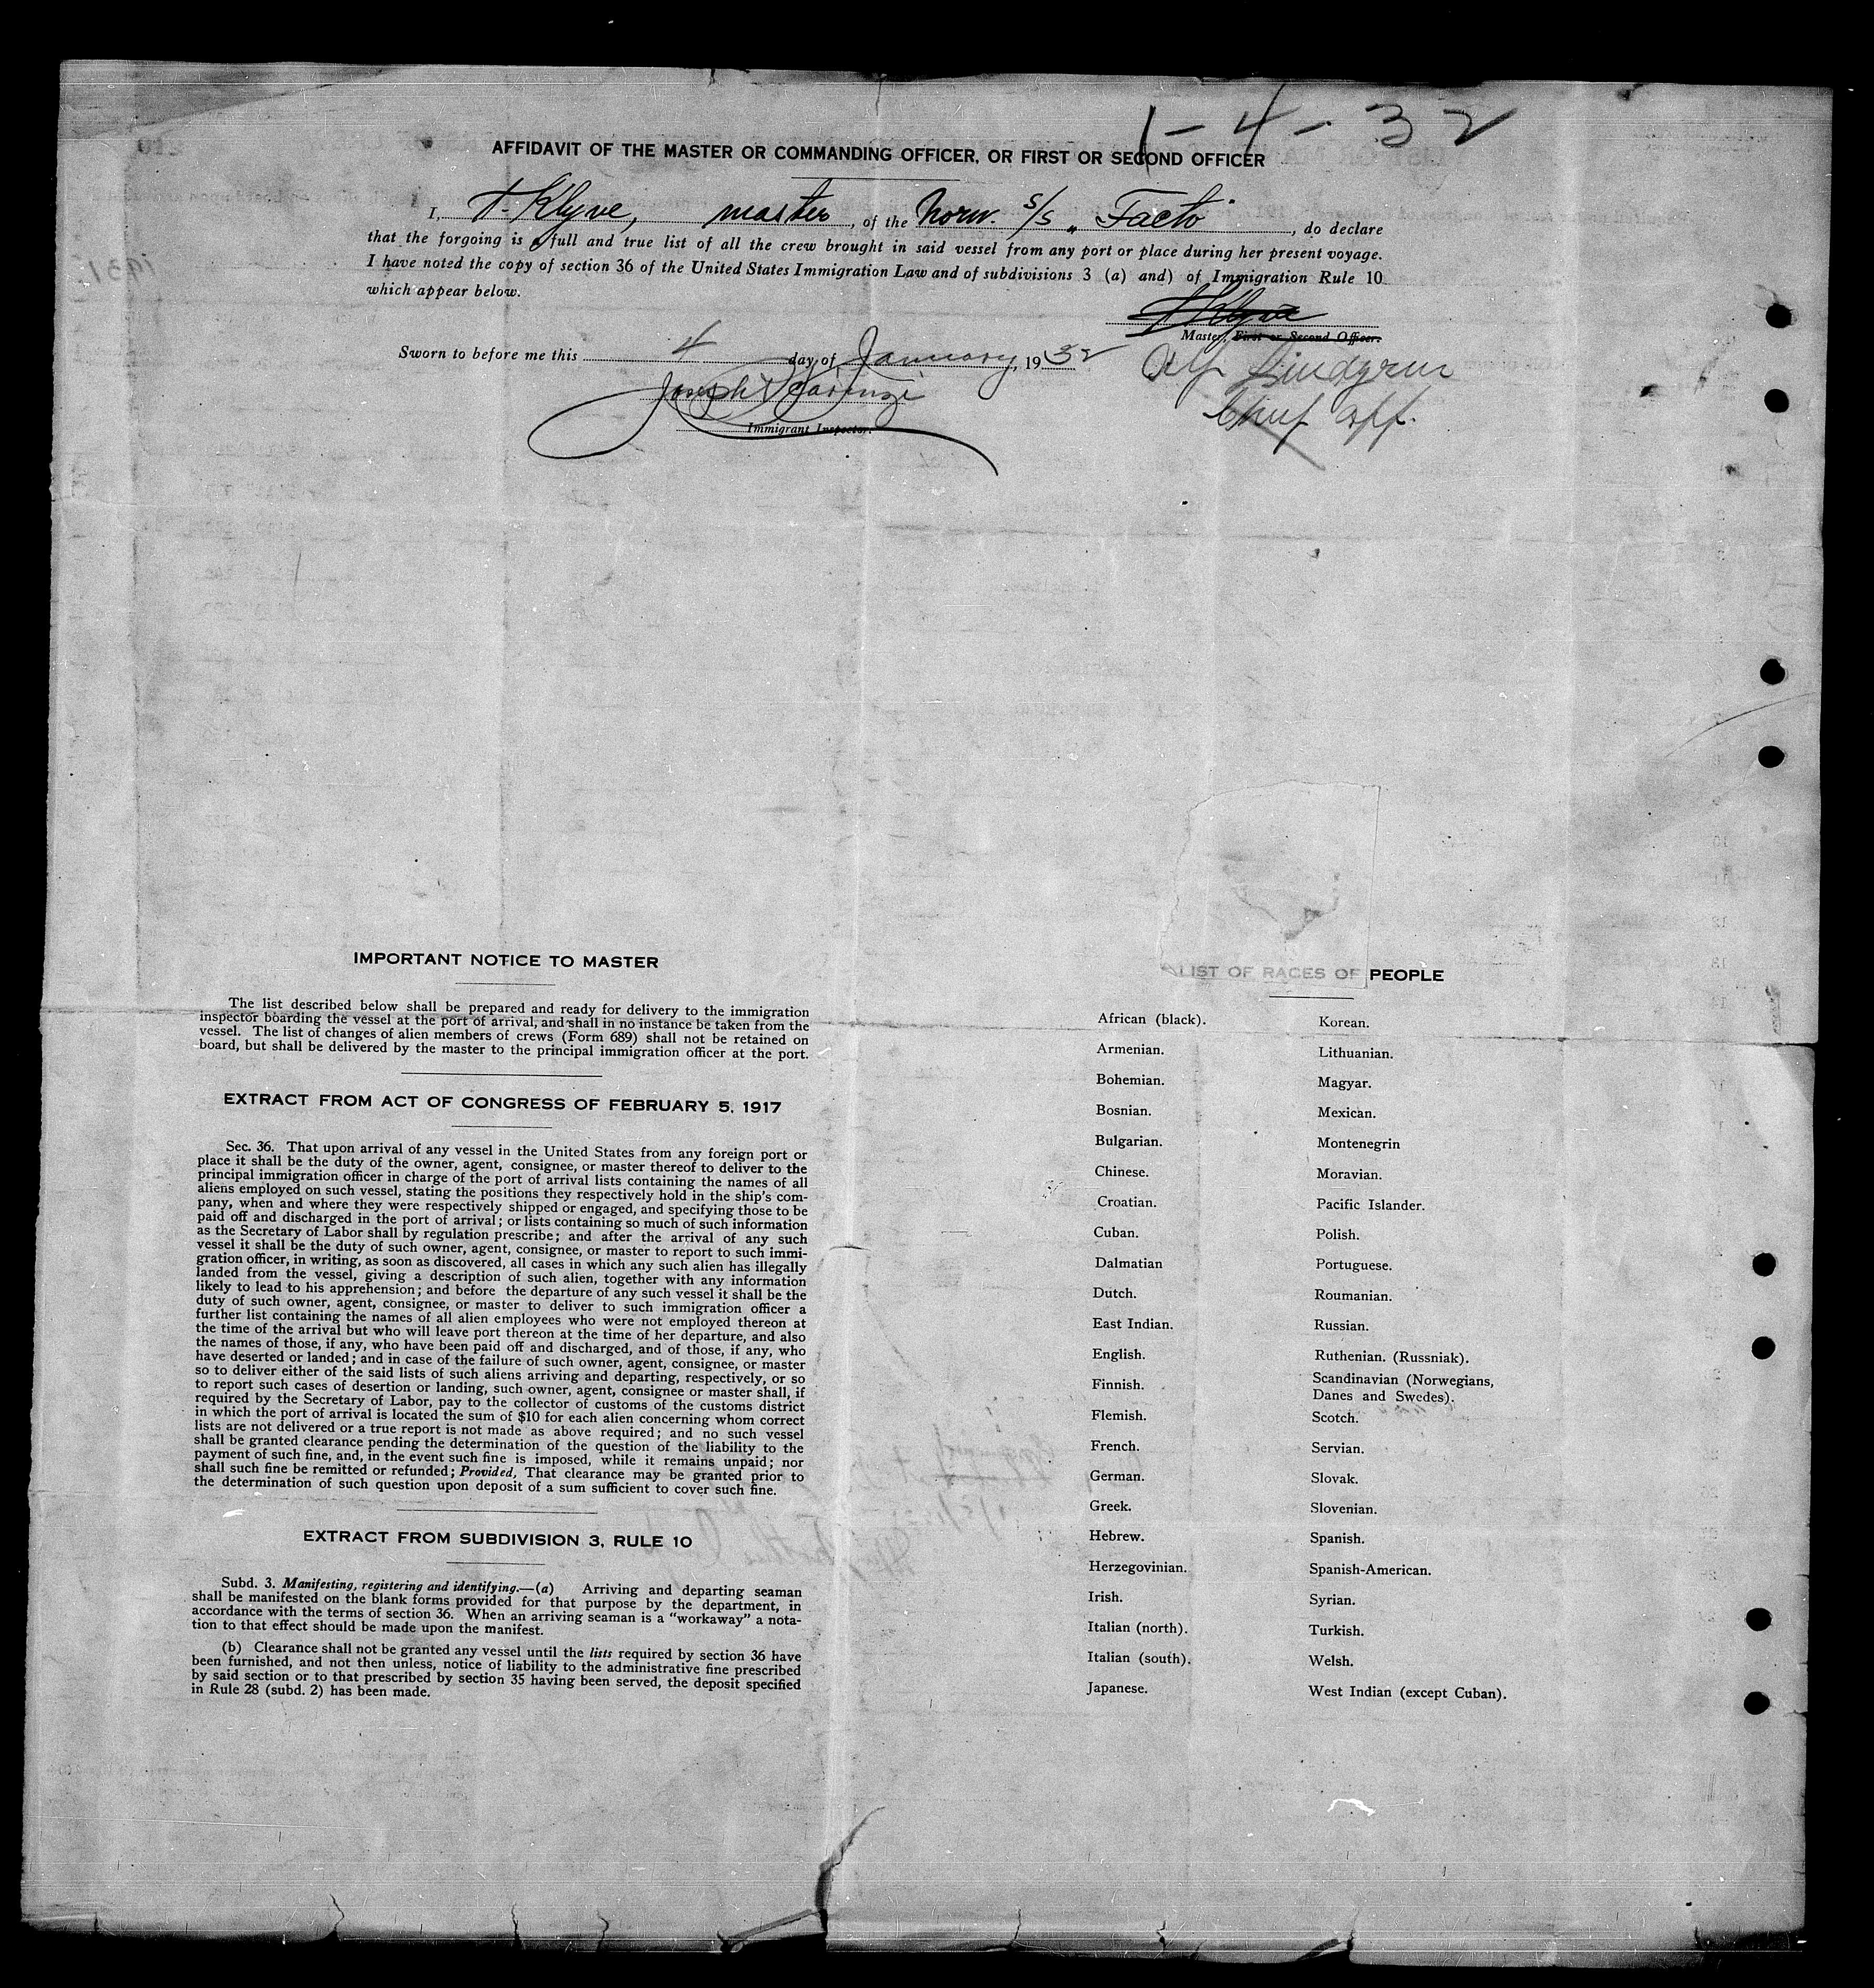 1-4-32
AFFIDAVIT OF THE MASTER OR COMMANDING OFFICER, OR FIRST OR SECOND OFFICER
I, T. Klyve, master, of the Norw. s/s "Facto", do declare
that the forgoing is a full and true list of all the crew brought in said vessel from any port or place during her present voyage.
I have noted the copy of section 36 of the United States Immigration Law and of subdivisions 3 (a) and) of Immigration Rule 10
which appear below.
T Klyve
Master, First or Second Officer.
Sworn to before me this 4 day of January, 1932
Alf Lindgren
Chief Off.
Joseph
Immigrant Inspector.
IMPORTANT NOTICE TO MASTER
The list described below shall be prepared and ready for delivery to the immigration
inspector boarding the vessel at the port of arrival, and shall in no instance be taken from the
vessel. The list of changes of alien members of crews (Form 689) shall not be retained on
board, but shall be delivered by the master to the principal immigration officer at the port.
EXTRACT FROM ACT OF CONGRESS OF FEBRUARY 5, 1917
Sec. 36. That upon arrival of any vessel in the United States from any foreign port or
place it shall be the duty of the owner, agent, consignee, or master thereof to deliver to the
principal immigration officer in charge of the port of arrival lists containing the names of all
aliens employed on such vessel, stating the positions they respectively hold in the ship's com-
pany, when and where they were respectively shipped or engaged, and specifying those to be
paid off and discharged in the port of arrival; or lists containing so much of such information
as the Secretary of Labor shall by regulation prescribe; and after the arrival of any such
vessel it shall be the duty of such owner, agent, consignee, or master to report to such immi-
gration officer, in writing, as soon as discovered, all cases in which any such alien has illegally
landed from the vessel, giving a description of such alien, together with any information
likely to lead to his apprehension; and before the departure of any such vessel it shall be the
duty of such owner, agent, consignee, or master to deliver to such immigration officer a
further list containing the names of all alien employees who were not employed thereon at
the time of the arrival but who will leave port thereon at the time of her departure, and also
the names of those, if any, who have been paid off and discharged, and of those, if any, who
have deserted or landed; and in case of the failure of such owner, agent, consignee, or master
so to deliver either of the said lists of such aliens arriving and departing, respectively, or so
to report such cases of desertion or landing, such owner, agent, consignee or master shall, if
required by the Secretary of Labor, pay to the collector of customs of the customs district
in which the port of arrival is located the sum of $10 for each alien concerning whom correct
lists are not delivered or a true report is not made as above required; and no such vessel
shall be granted clearance pending the determination of the question of the liability to the
payment of such fine, and, in the event such fine is imposed, while it remains unpaid; nor
shall such fine be remitted or refunded; Provided, That clearance may be granted prior to
the determination of such question upon deposit of a sum sufficient to cover such fine.
EXTRACT FROM SUBDIVISION 3, RULE 10
Subd. 3. Manifesting, registering and identifying.—(a) Arriving and departing seaman
shall be manifested on the blank forms provided for that purpose by the department, in
accordance with the terms of section 36. When an arriving seaman is a "workaway" a nota-
tion to that effect should be made upon the manifest.
(b) Clearance shall not be granted any vessel until the lists required by section 36 have
been furnished, and not then unless, notice of liability to the administrative fine prescribed
by said section or to that prescribed by section 35 having been served, the deposit specified
in Rule 28 (subd. 2) has been made.
LIST OF RACES OF PEOPLE
African (black).
Armenian.
Bohemian.
Bosnian.
Bulgarian.
Chinese.
Croatian.
Cuban.
Dalmatian
Dutch.
East Indian.
English.
Finnish.
Flemish.
French.
German.
Greek.
Hebrew.
Herzegovinian.
Irish.
Italian (north).
Italian (south).
Japanese.
Korean.
Lithuanian.
Magyar.
Mexican.
Montenegrin
Moravian.
Pacific Islander.
Polish.
Portuguese.
Roumanian.
Russian.
Ruthenian. (Russniak).
Scandinavian (Norwegians,
Danes and Swedes).
Scotch.
Servian.
Slovak.
Slovenian.
Spanish.
Spanish-American.
Syrian.
Turkish.
Welsh.
West Indian (except Cuban).